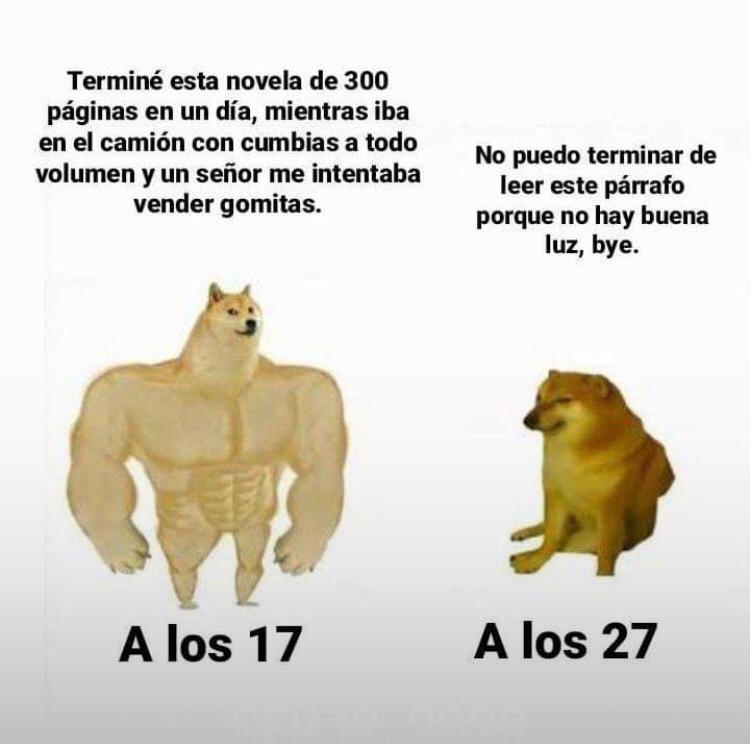 Terminé esta novela de 300
páginas en un día, mientras iba
en el camión con cumbias a todo
volumen y un señor me intentaba
vender gomitas.
No puedo terminar de
leer este párrafo
porque no hay buena
luz, bye.
A los 17
A los 27